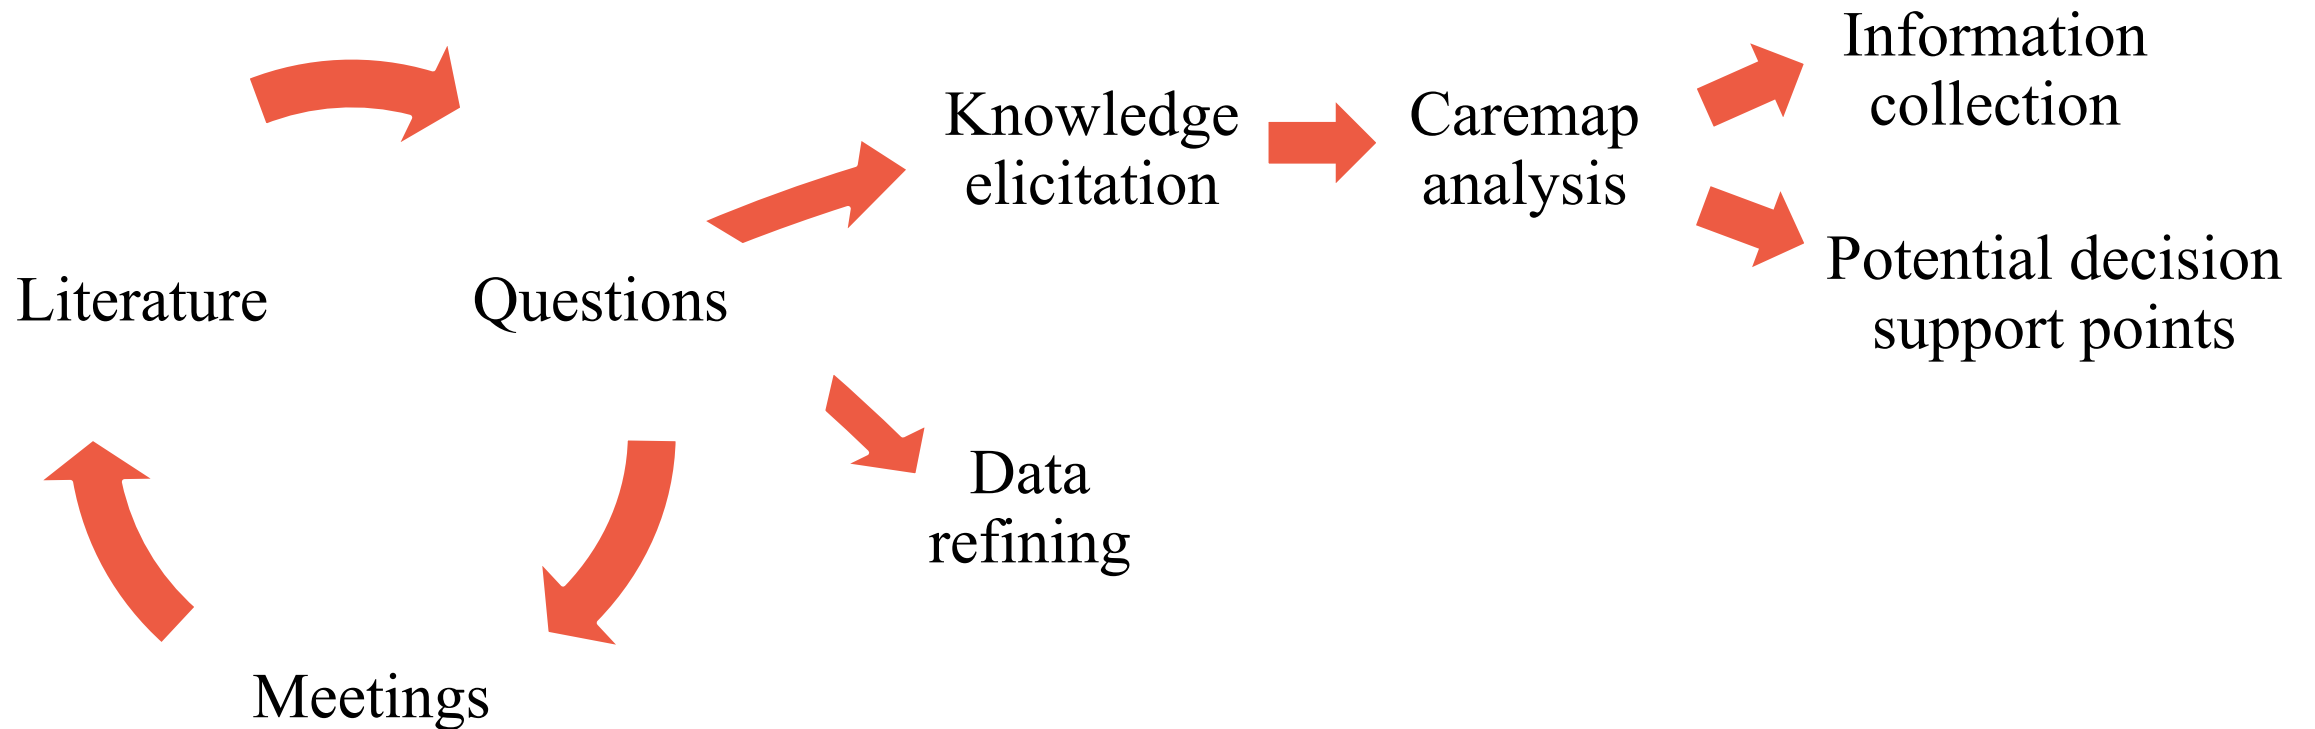 Literature
Questions
Meetings
Knowledge
elicitation
Data
refining
Caremap
analysis
Information
collection
Potential decision
support points